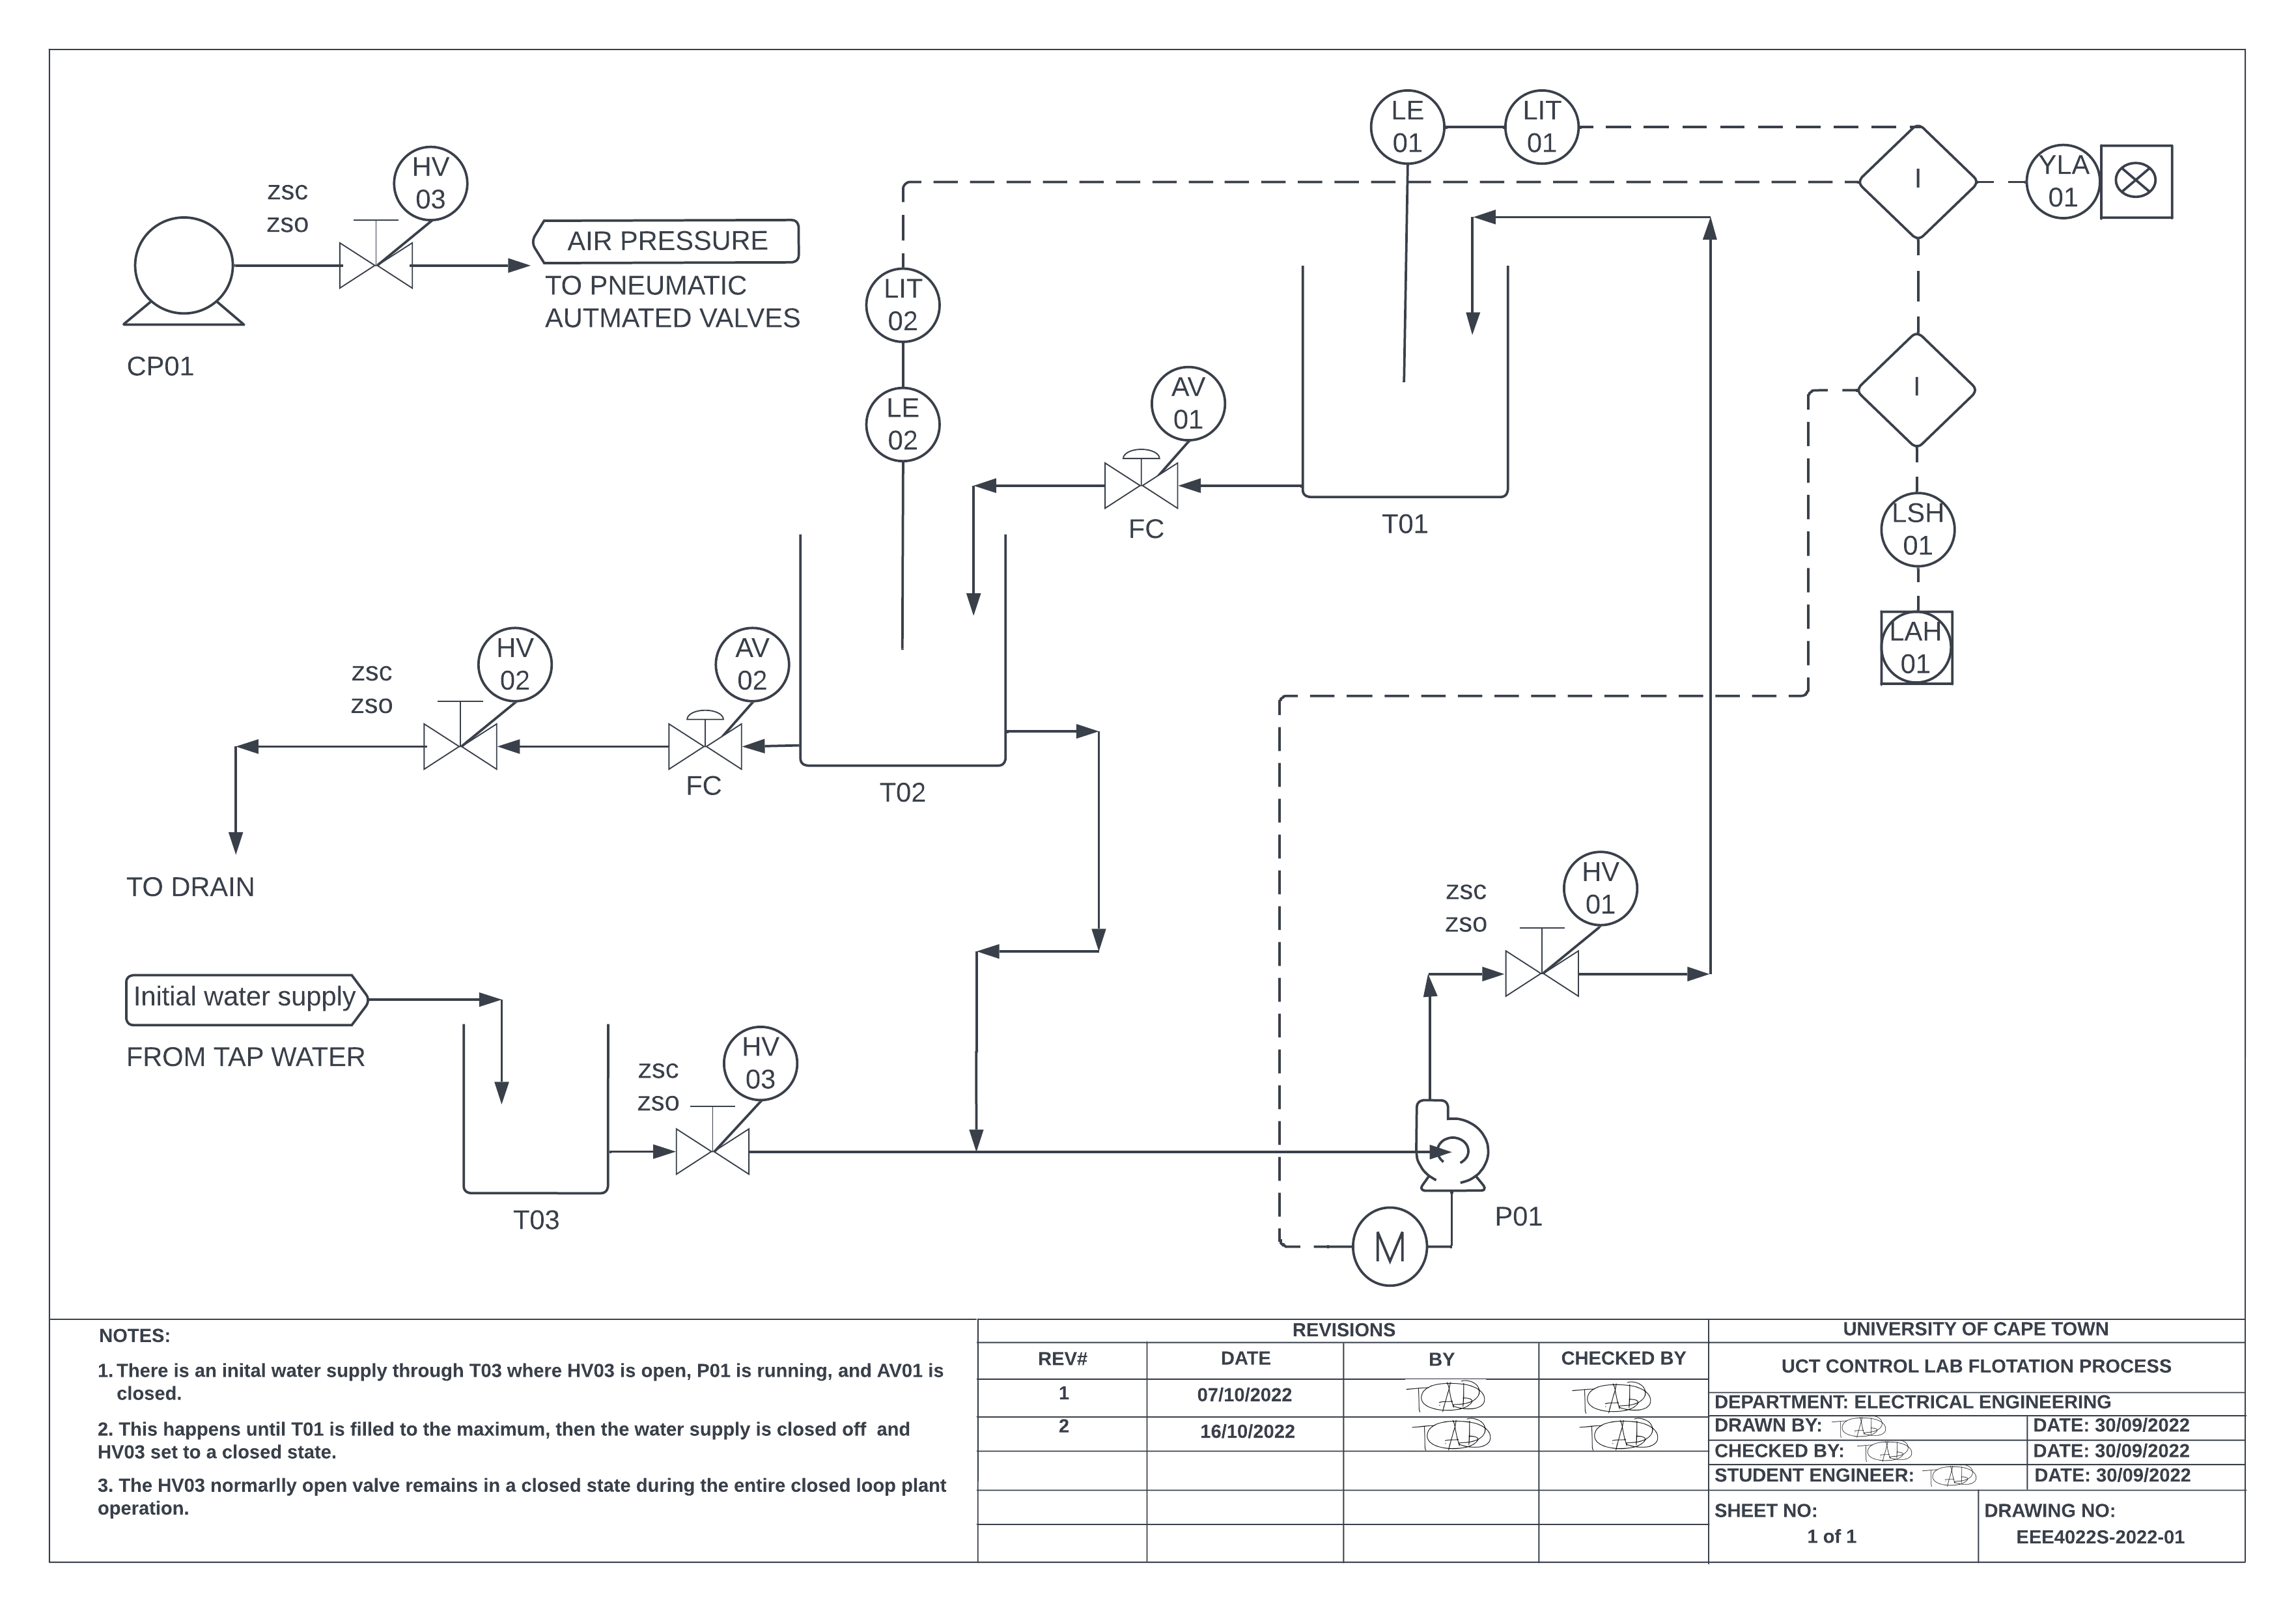 LE
01
LIT
01
HV
03
zsc
zso
AIR PRESSURE
TO PNEUMATIC
AUTMATED VALVES
CP01
I
YLA
01
LIT
02
LE
02
AV
01
FC
T01
I
LSH
01
LAH
01
HV
02
zsc
zso
AV
02
FC
T02
TO DRAIN
HV
01
zsc
zso
Initial water supply
FROM TAP WATER
HV
03
zsc
zso
T03
P01
M
NOTES:
1. There is an inital water supply through T03 where HV03 is open, P01 is running, and AV01 is
closed.
2. This happens until T01 is filled to the maximum, then the water supply is closed off and
HV03 set to a closed state.
3. The HV03 normarlly open valve remains in a closed state during the entire closed loop plant
operation.
REVISIONS
REV# DATE BY CHECKED BY
1 07/10/2022
2 16/10/2022
UNIVERSITY OF CAPE TOWN
UCT CONTROL LAB FLOTATION PROCESS
DEPARTMENT: ELECTRICAL ENGINEERING
DRAWN BY: DATE: 30/09/2022
CHECKED BY: DATE: 30/09/2022
STUDENT ENGINEER: DATE: 30/09/2022
SHEET NO:
1 of 1
DRAWING NO:
EEE4022S-2022-01